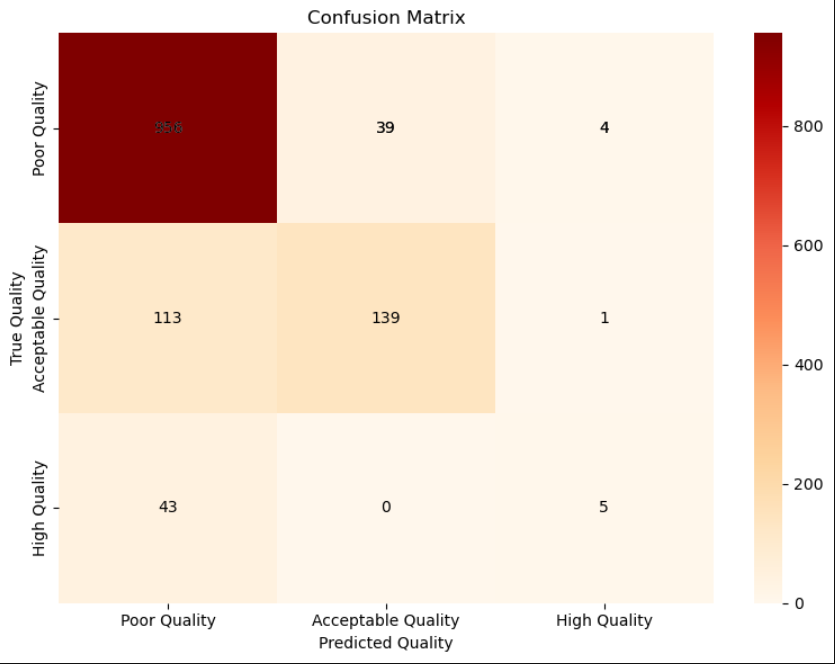 Confusion Matrix
956 39 4
113 139 1
43 0 5
Poor Quality
Acceptable Quality
High Quality
True Quality
Poor Quality Acceptable Quality High Quality
Predicted Quality
800
600
400
200
0